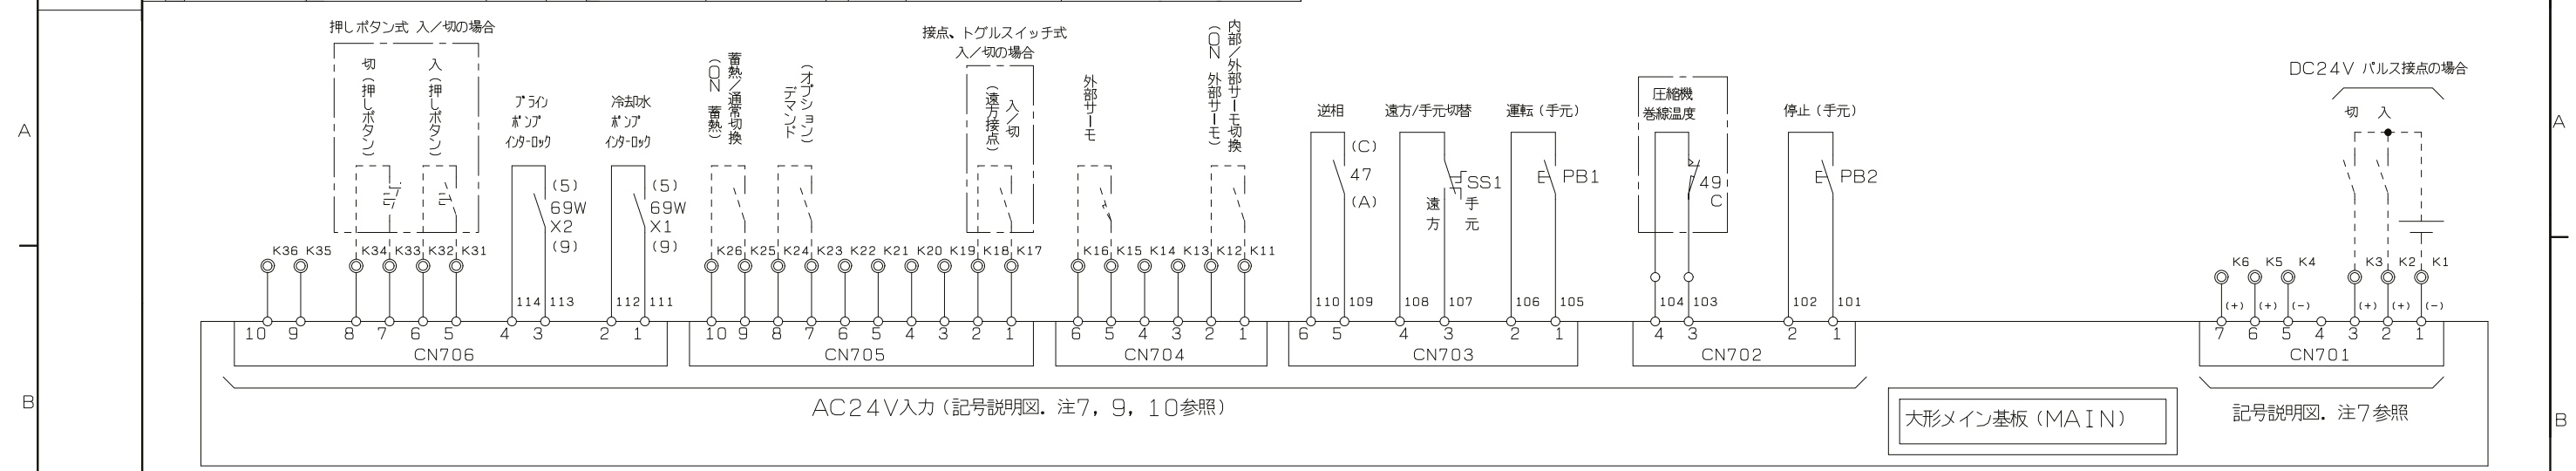 押しボタン式 入/切の場合
切(押しボタン)
入(押しボタン)
ブライン
ポンプ
インターロック
冷却水
ポンプ
インターロック
蓄熱/通常切換
(ON 蓄熱)
(オプション)
デマンド
接点、トグルスイッチ式
入/切の場合
入/切
(遠方接点)
外部サーモ
内部/外部サーモ切換
(ON 外部サーモ)
逆相
遠方/手元切替
運転(手元)
圧縮機
巻線温度
停止(手元)
DC24V パルス接点の場合
切 入
(5)
69W
X2
(9)
(5)
69W
X1
(9)
(C)
47
(A)
SS1
遠方
手元
PB1
49
C
PB2
K36 K35 K34 K33 K32 K31
K26 K25 K24 K23 K22 K21 K20 K19 K18 K17
K16 K15 K14 K13 K12 K11
K6 K5 K4 K3 K2 K1
114 113 112 111
110 109 108 107 106 105
104 103 102 101
(+) (+) (-) (+) (+) (-)
10 9 8 7 6 5 4 3 2 1
CN706
10 9 8 7 6 5 4 3 2 1
CN705
6 5 4 3 2 1
CN704
6 5 4 3 2 1
CN703
4 3 2 1
CN702
7 6 5 4 3 2 1
CN701
AC24V入力(記号説明図.注7,9,10参照)
大形メイン基板(MAIN)
記号説明図.注7参照
A
A
B
B